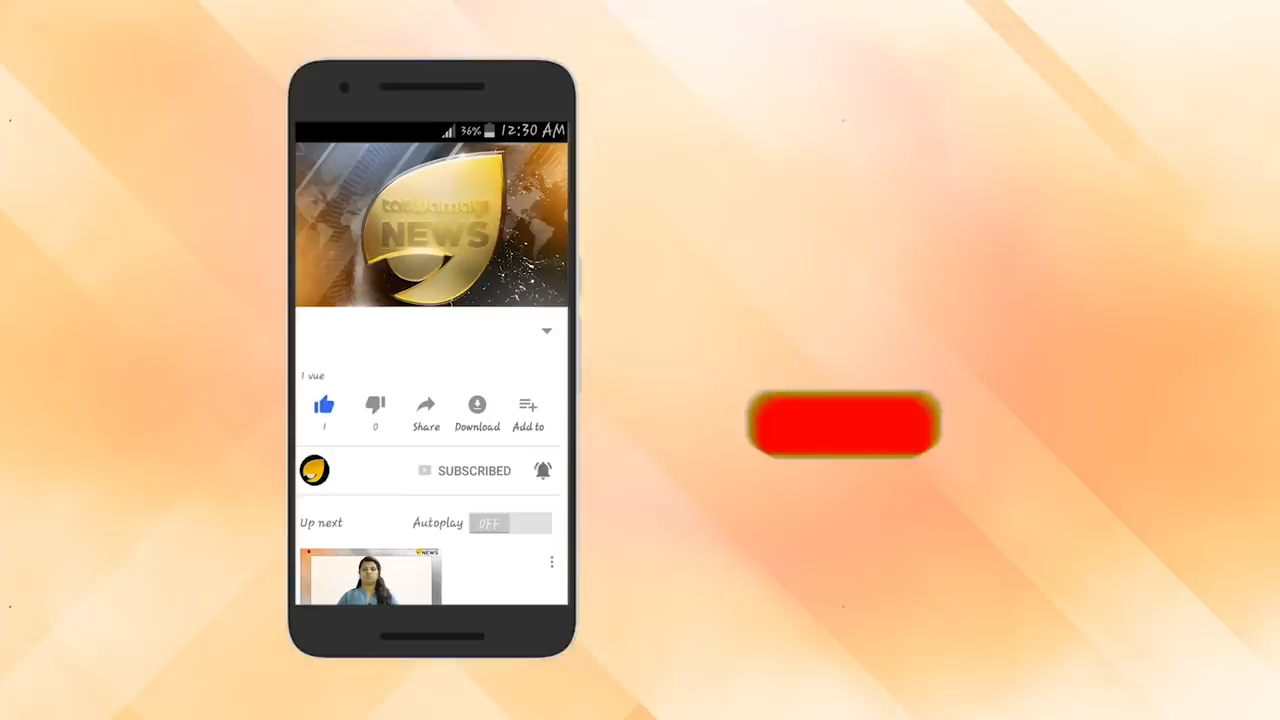 36% 12:30 AM
tatwamayi
NEWS
1 vue
1 0 Share Download Add to
SUBSCRIBED
Up next Autoplay OFF
NEWS